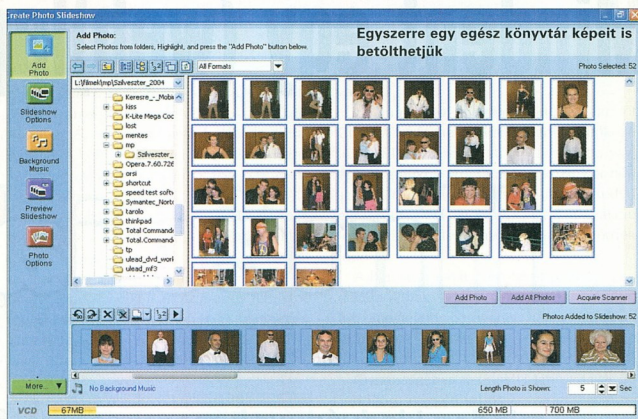 Create Photo Slideshow
Add Photo:
Select Photos from folders, Highlight, and press the "Add Photo" button below.
Egyszerre egy egész könyvtár képeit is
betölthetjük
Add
Photo
Slideshow
Options
Background
Music
Preview
Slideshow
Photo
Options
More...
All Formats
Photo Selected: 52
L:\filmek\mp\Szilveszter_2004
Keresre_-_Mobi
kiss
K-Lite Mega Coc
lost
mentes
mp
Szilveszter_
Opera.7.60.726
orsi
shortcut
speed test softw
Symantec_Norto
tarolo
thinkpad
Total Commande
Total.Commande
tp
ulead_dvd_worl
ulead_mf3
Add Photo
Add All Photos
Acquire Scanner
Photos Added to Slideshow: 52
No Background Music
Length Photo is Shown:
5
Sec
VCD
67MB
650 MB
700 MB